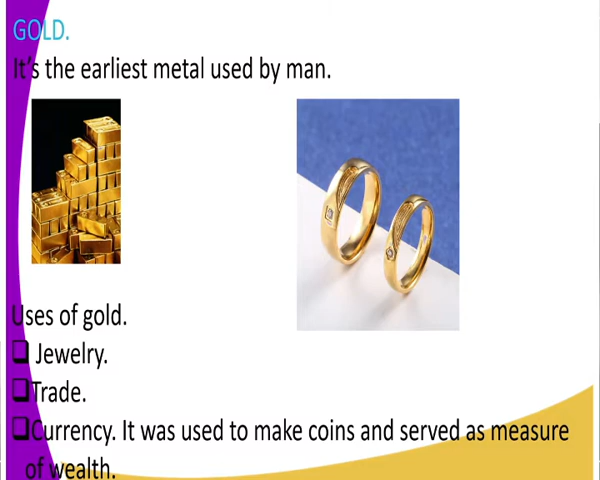 GOLD.
It's the earliest metal used by man.
Uses of gold.
❑ Jewelry.
❑Trade.
❑Currency. It was used to make coins and served as measure
of wealth.